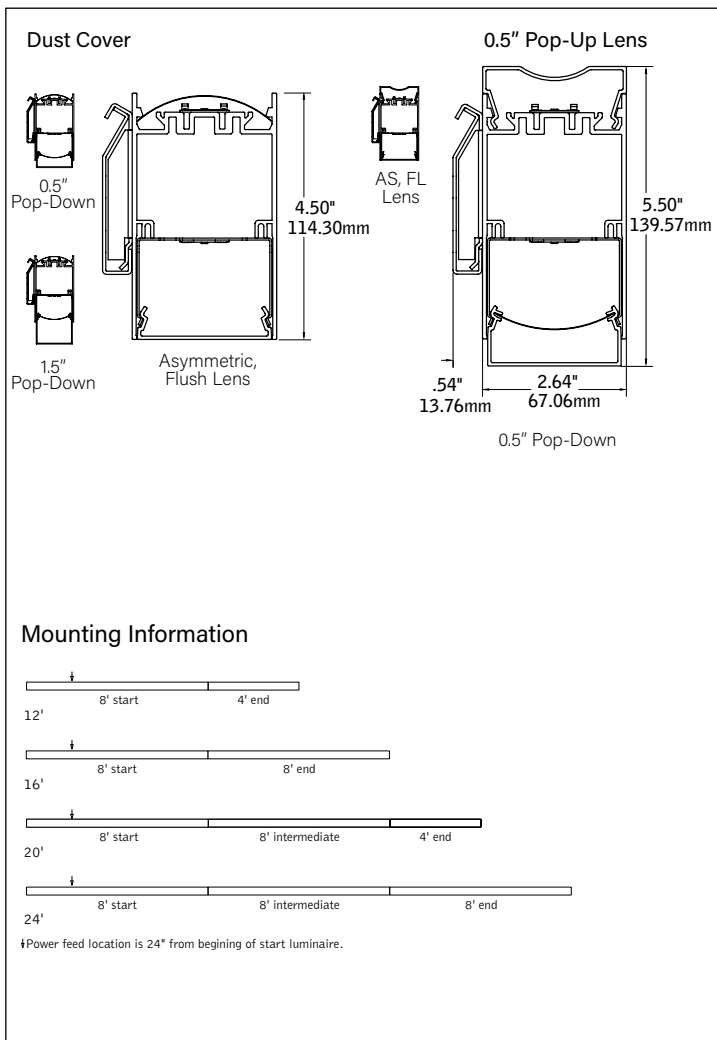 Dust Cover
0.5" Pop-Up Lens
0.5"
Pop-Down
1.5"
Pop-Down
4.50"
114.30mm
Asymmetric,
Flush Lens
AS, FL
Lens
5.50"
139.57mm
.54"
13.76mm
2.64"
67.06mm
0.5" Pop-Down
Mounting Information
8' start 4' end
12'
8' start 8' end
16'
8' start 8' intermediate 4' end
20'
8' start 8' intermediate 8' end
24'
Power feed location is 24" from begining of start luminaire.